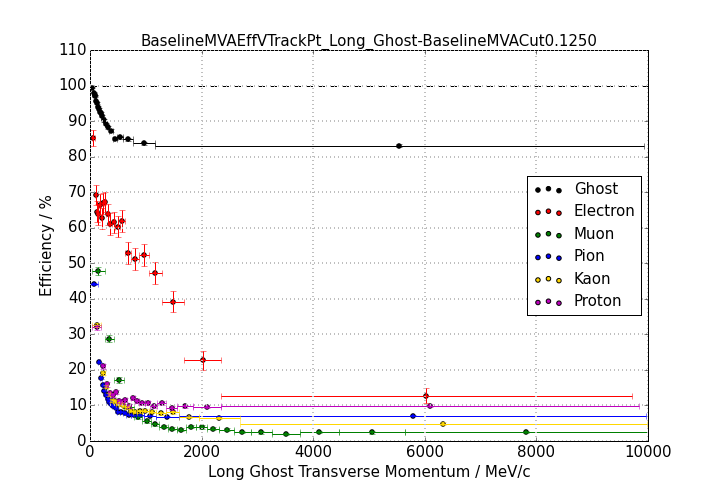 BaselineMVAEffVTrackPt_Long_Ghost-BaselineMVACut0.1250
110
100
90
80
70
60
50
40
30
20
10
0
Efficiency / %
Ghost
Electron
Muon
Pion
Kaon
Proton
0 2000 4000 6000 8000 10000
Long Ghost Transverse Momentum / MeV/c